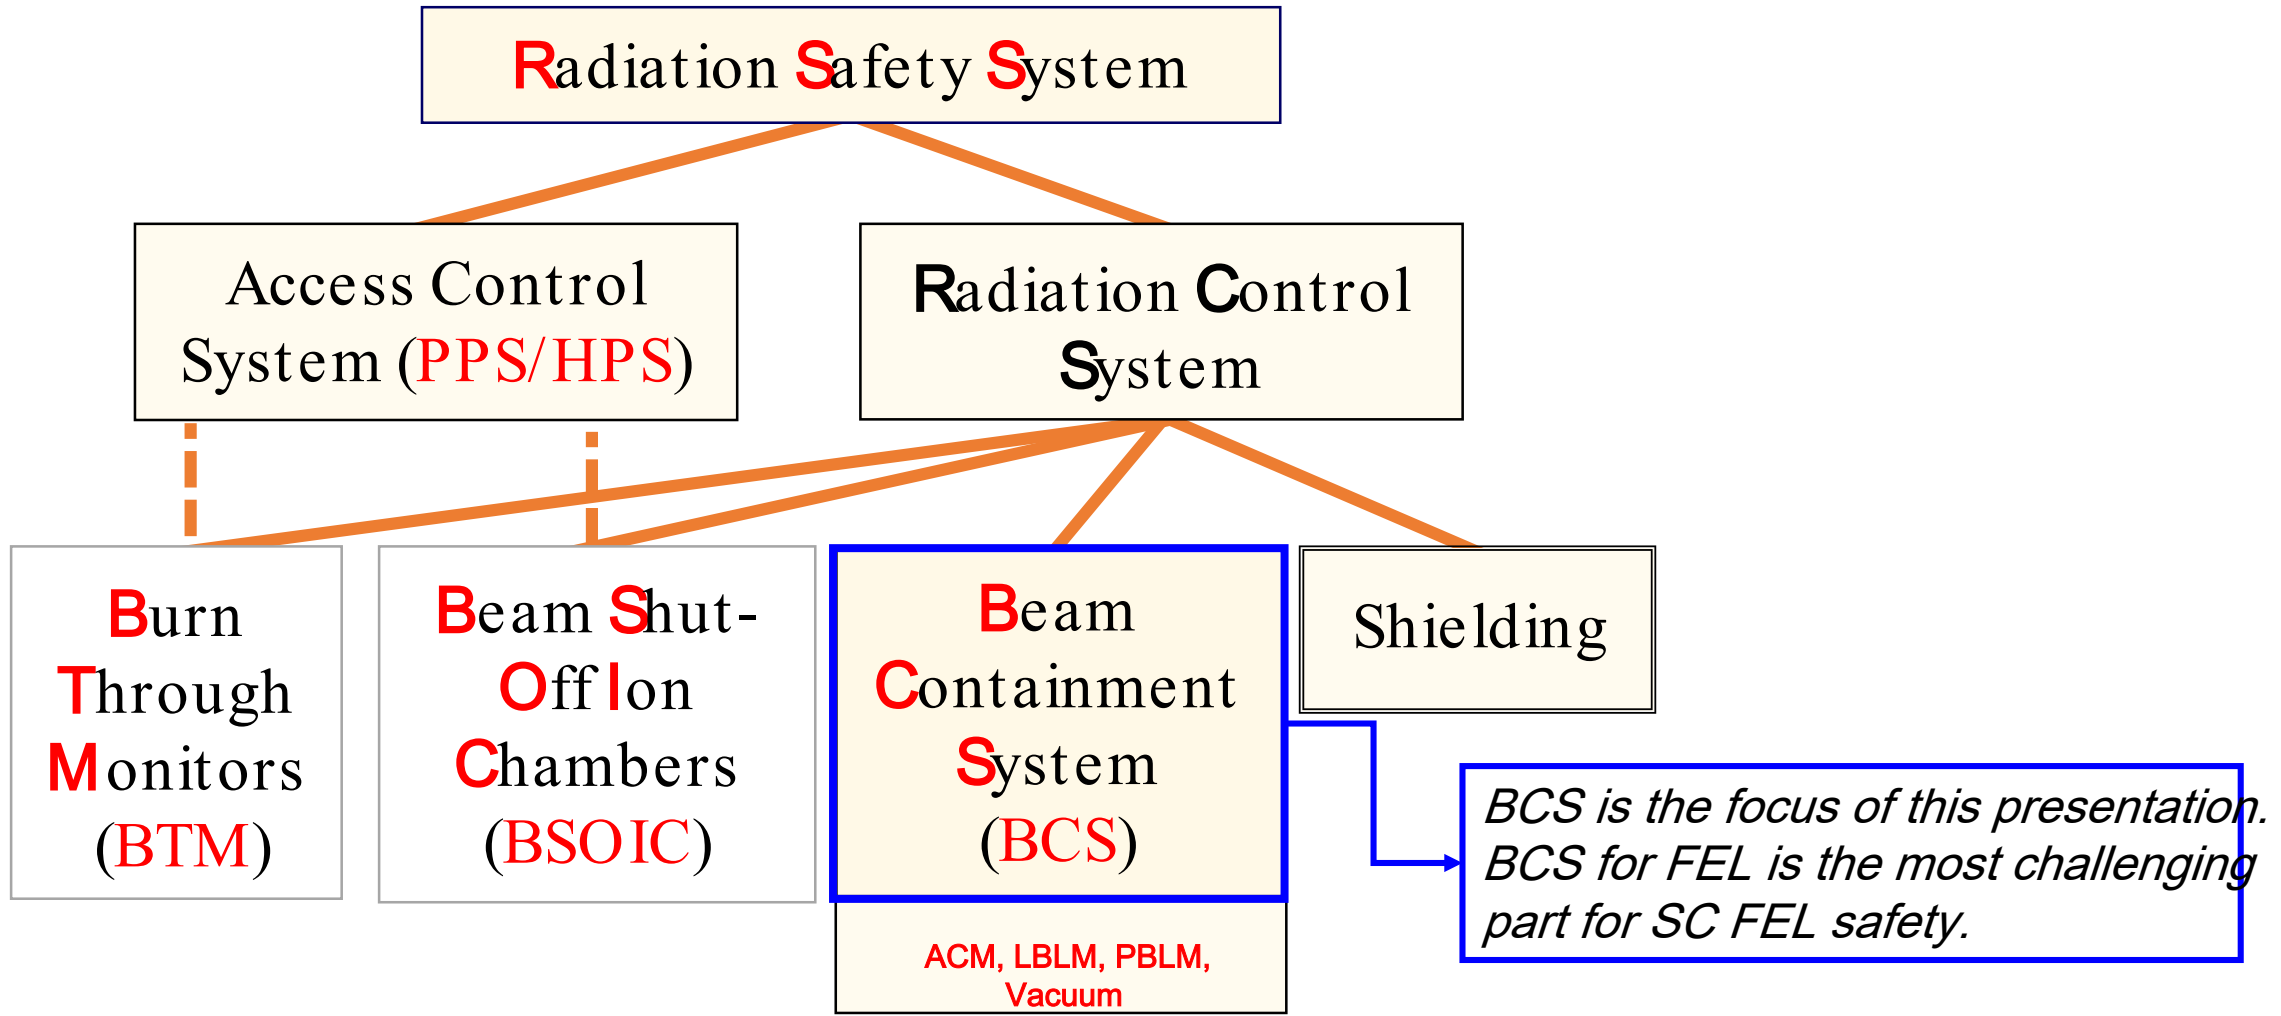 Radiation Safety System
Access Control
System (PPS/HPS)
Radiation Control
System
Burn
Through
Monitors
(BTM)
Beam Shut-
Off Ion
Chambers
(BSOIC)
Beam
Containment
System
(BCS)
Shielding
BCS is the focus of this presentation.
BCS for FEL is the most challenging
part for SC FEL safety.
ACM, LBLM, PBLM,
Vacuum